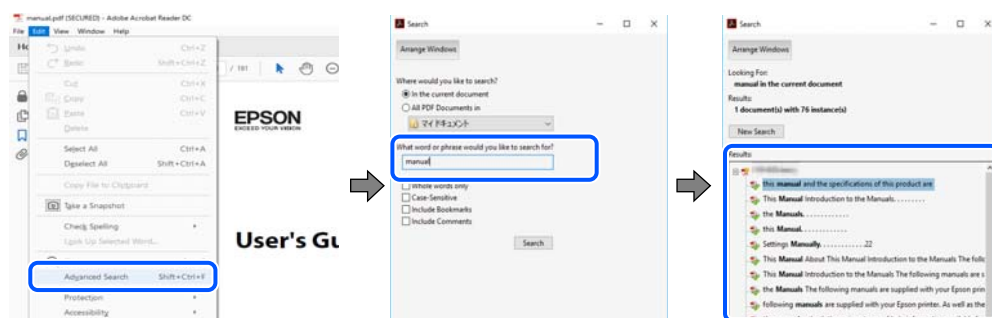 manual.pdf (SECURED) - Adobe Acrobat Reader DC
File Edit View Window Help
Undo Ctrl+Z
Redo Shift+Ctrl+Z
Cut Ctrl+X
Copy Ctrl+C
Paste Ctrl+V
Delete
Select All Ctrl+A
Deselect All Shift+Ctrl+A
Copy File to Clipboard
Take a Snapshot
Check Spelling
Look Up Selected Word...
Advanced Search Shift+Ctrl+F
Protection
Accessibility
/ 181
EPSON
EXCEED YOUR VISION
User's Gu
Search
Arrange Windows
Where would you like to search?
In the current document
All PDF Documents in
マイ ドキュメント
What word or phrase would you like to search for?
manual
Whole words only
Case-Sensitive
Include Bookmarks
Include Comments
Search
Search
Arrange Windows
Looking For:
manual in the current document
Results:
1 document(s) with 76 instance(s)
New Search
Results:
this manual and the specifications of this product are
This Manual Introduction to the Manuals. . . . . . . .
the Manuals. . . . . . . . . . . .
this Manual. . . . . . . . . . . .
Settings Manually. . . . . . . . . . . .22
This Manual About This Manual Introduction to the Manuals The follo
This Manual Introduction to the Manuals The following manuals are s
the Manuals The following manuals are supplied with your Epson prin
following manuals are supplied with your Epson printer. As well as the